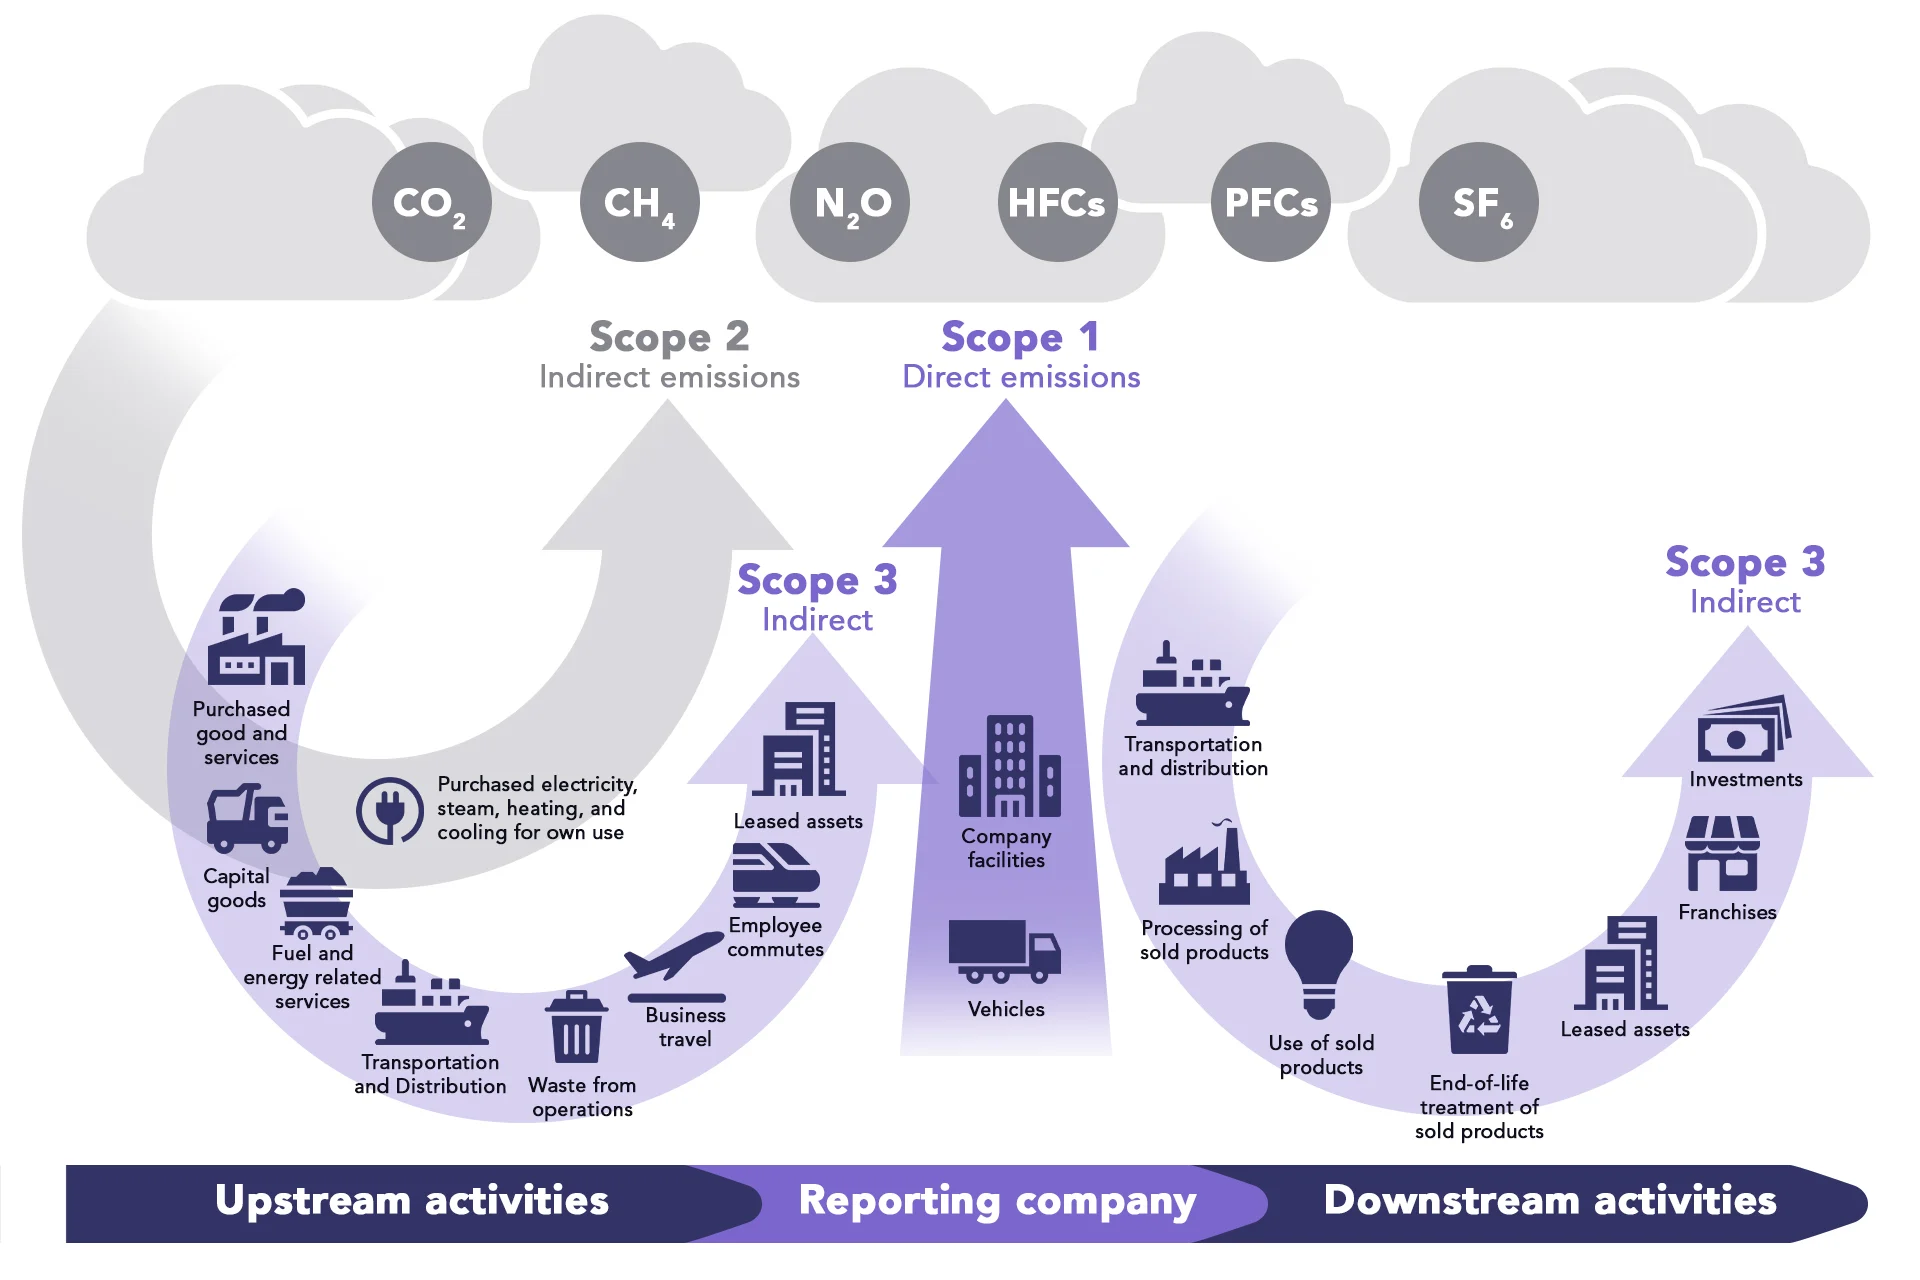 CO2
CH4
N2O
HFCs
PFCs
SF6
Scope 2
Indirect emissions
Scope 1
Direct emissions
Scope 3
Indirect
Scope 3
Indirect
Purchased
good and
services
Capital
goods
Fuel and
energy related
services
Transportation
and Distribution
Waste from
operations
Business
travel
Employee
commutes
Leased assets
Purchased electricity,
steam, heating, and
cooling for own use
Company
facilities
Vehicles
Transportation
and distribution
Processing of
sold products
Use of sold
products
End-of-life
treatment of
sold products
Leased assets
Franchises
Investments
Upstream activities
Reporting company
Downstream activities